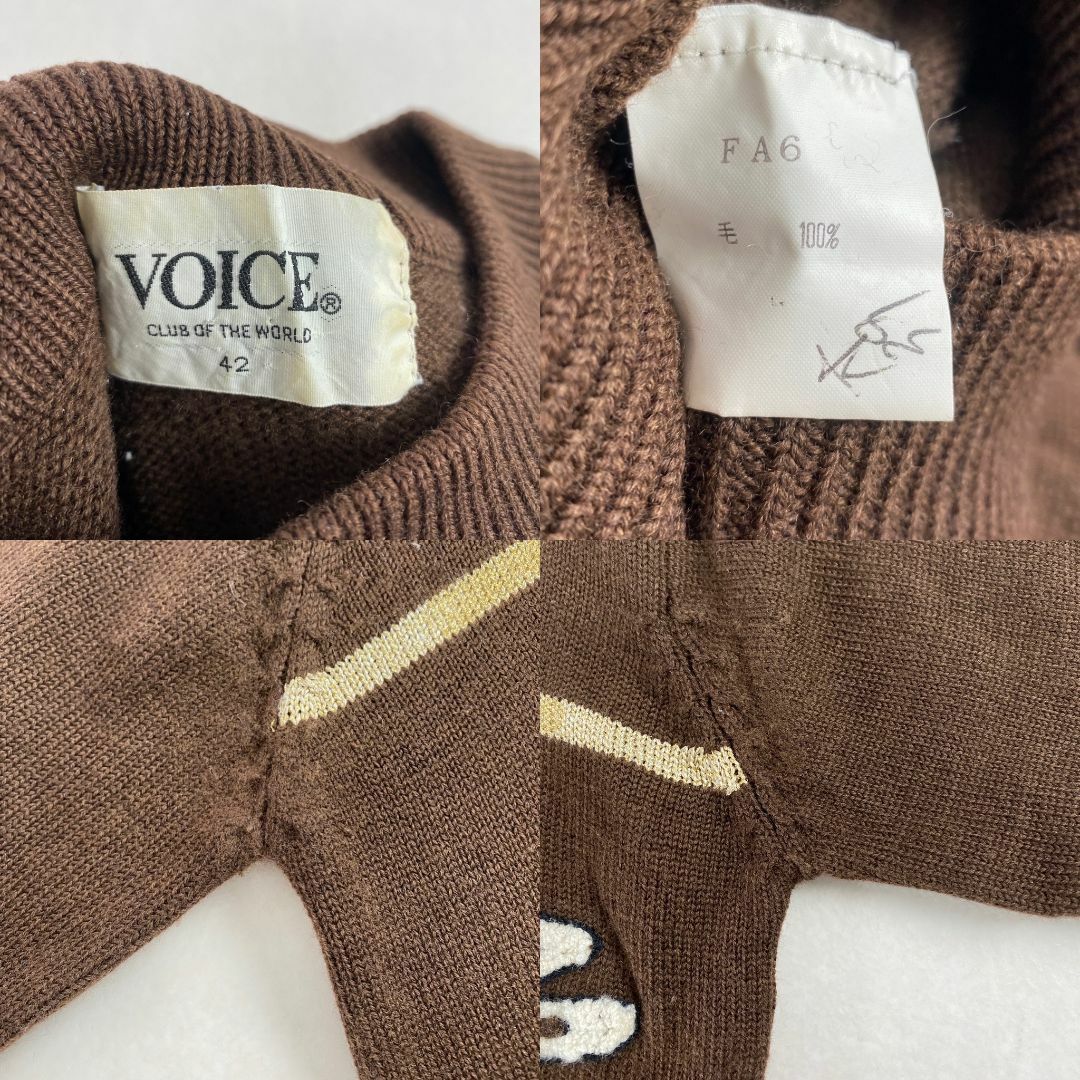 VOICE®
CLUB OF THE WORLD
42
FA6
毛 100%